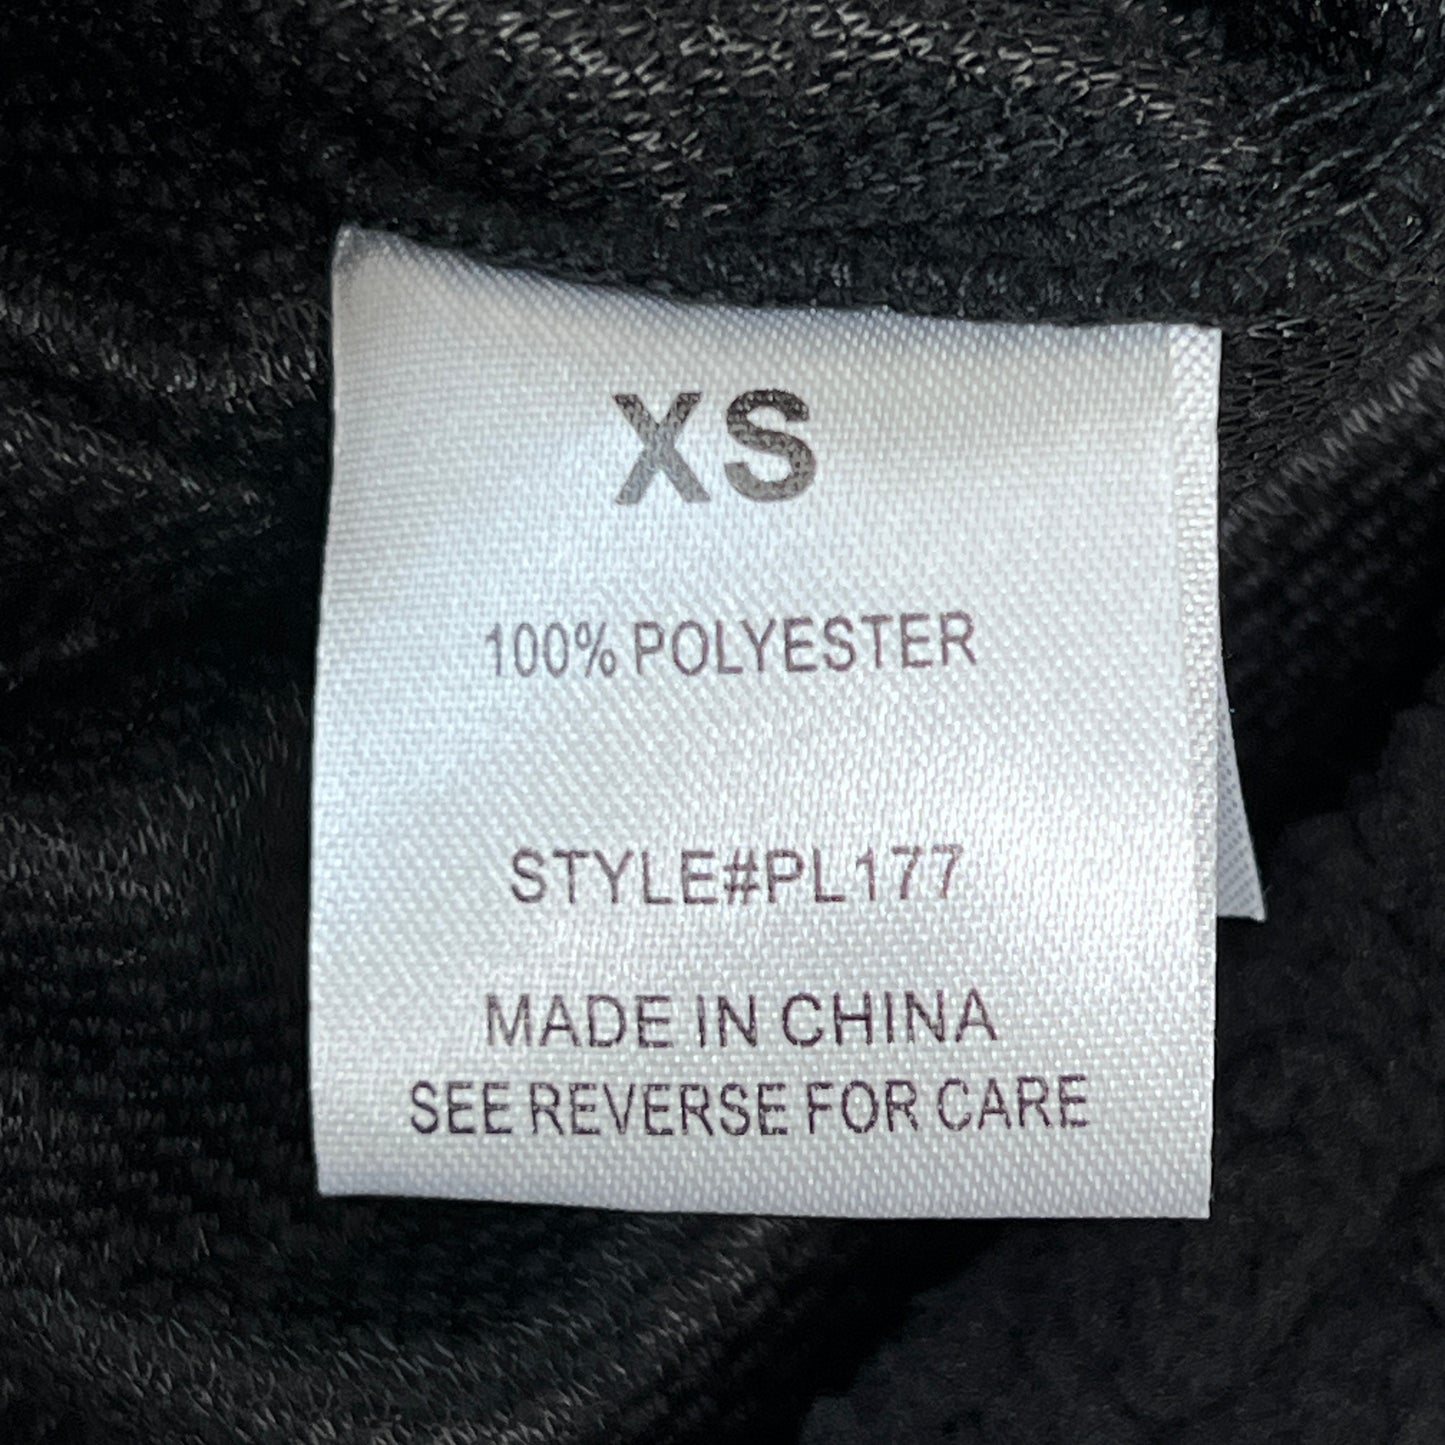 XS
100% POLYESTER
STYLE#PL177
MADE IN CHINA
SEE REVERSE FOR CARE